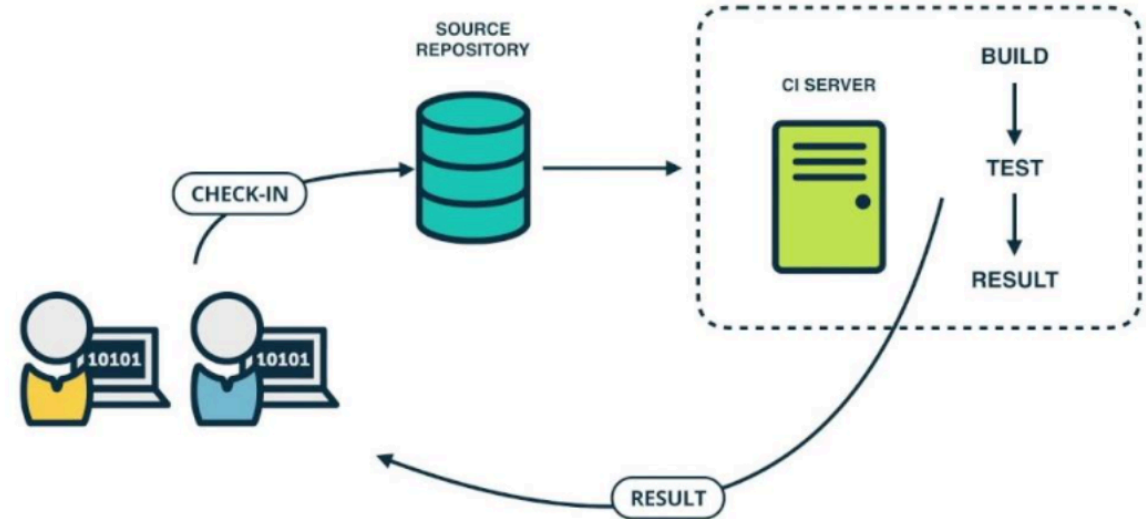 SOURCE
REPOSITORY
CI SERVER
BUILD
TEST
RESULT
CHECK-IN
10101
10101
RESULT